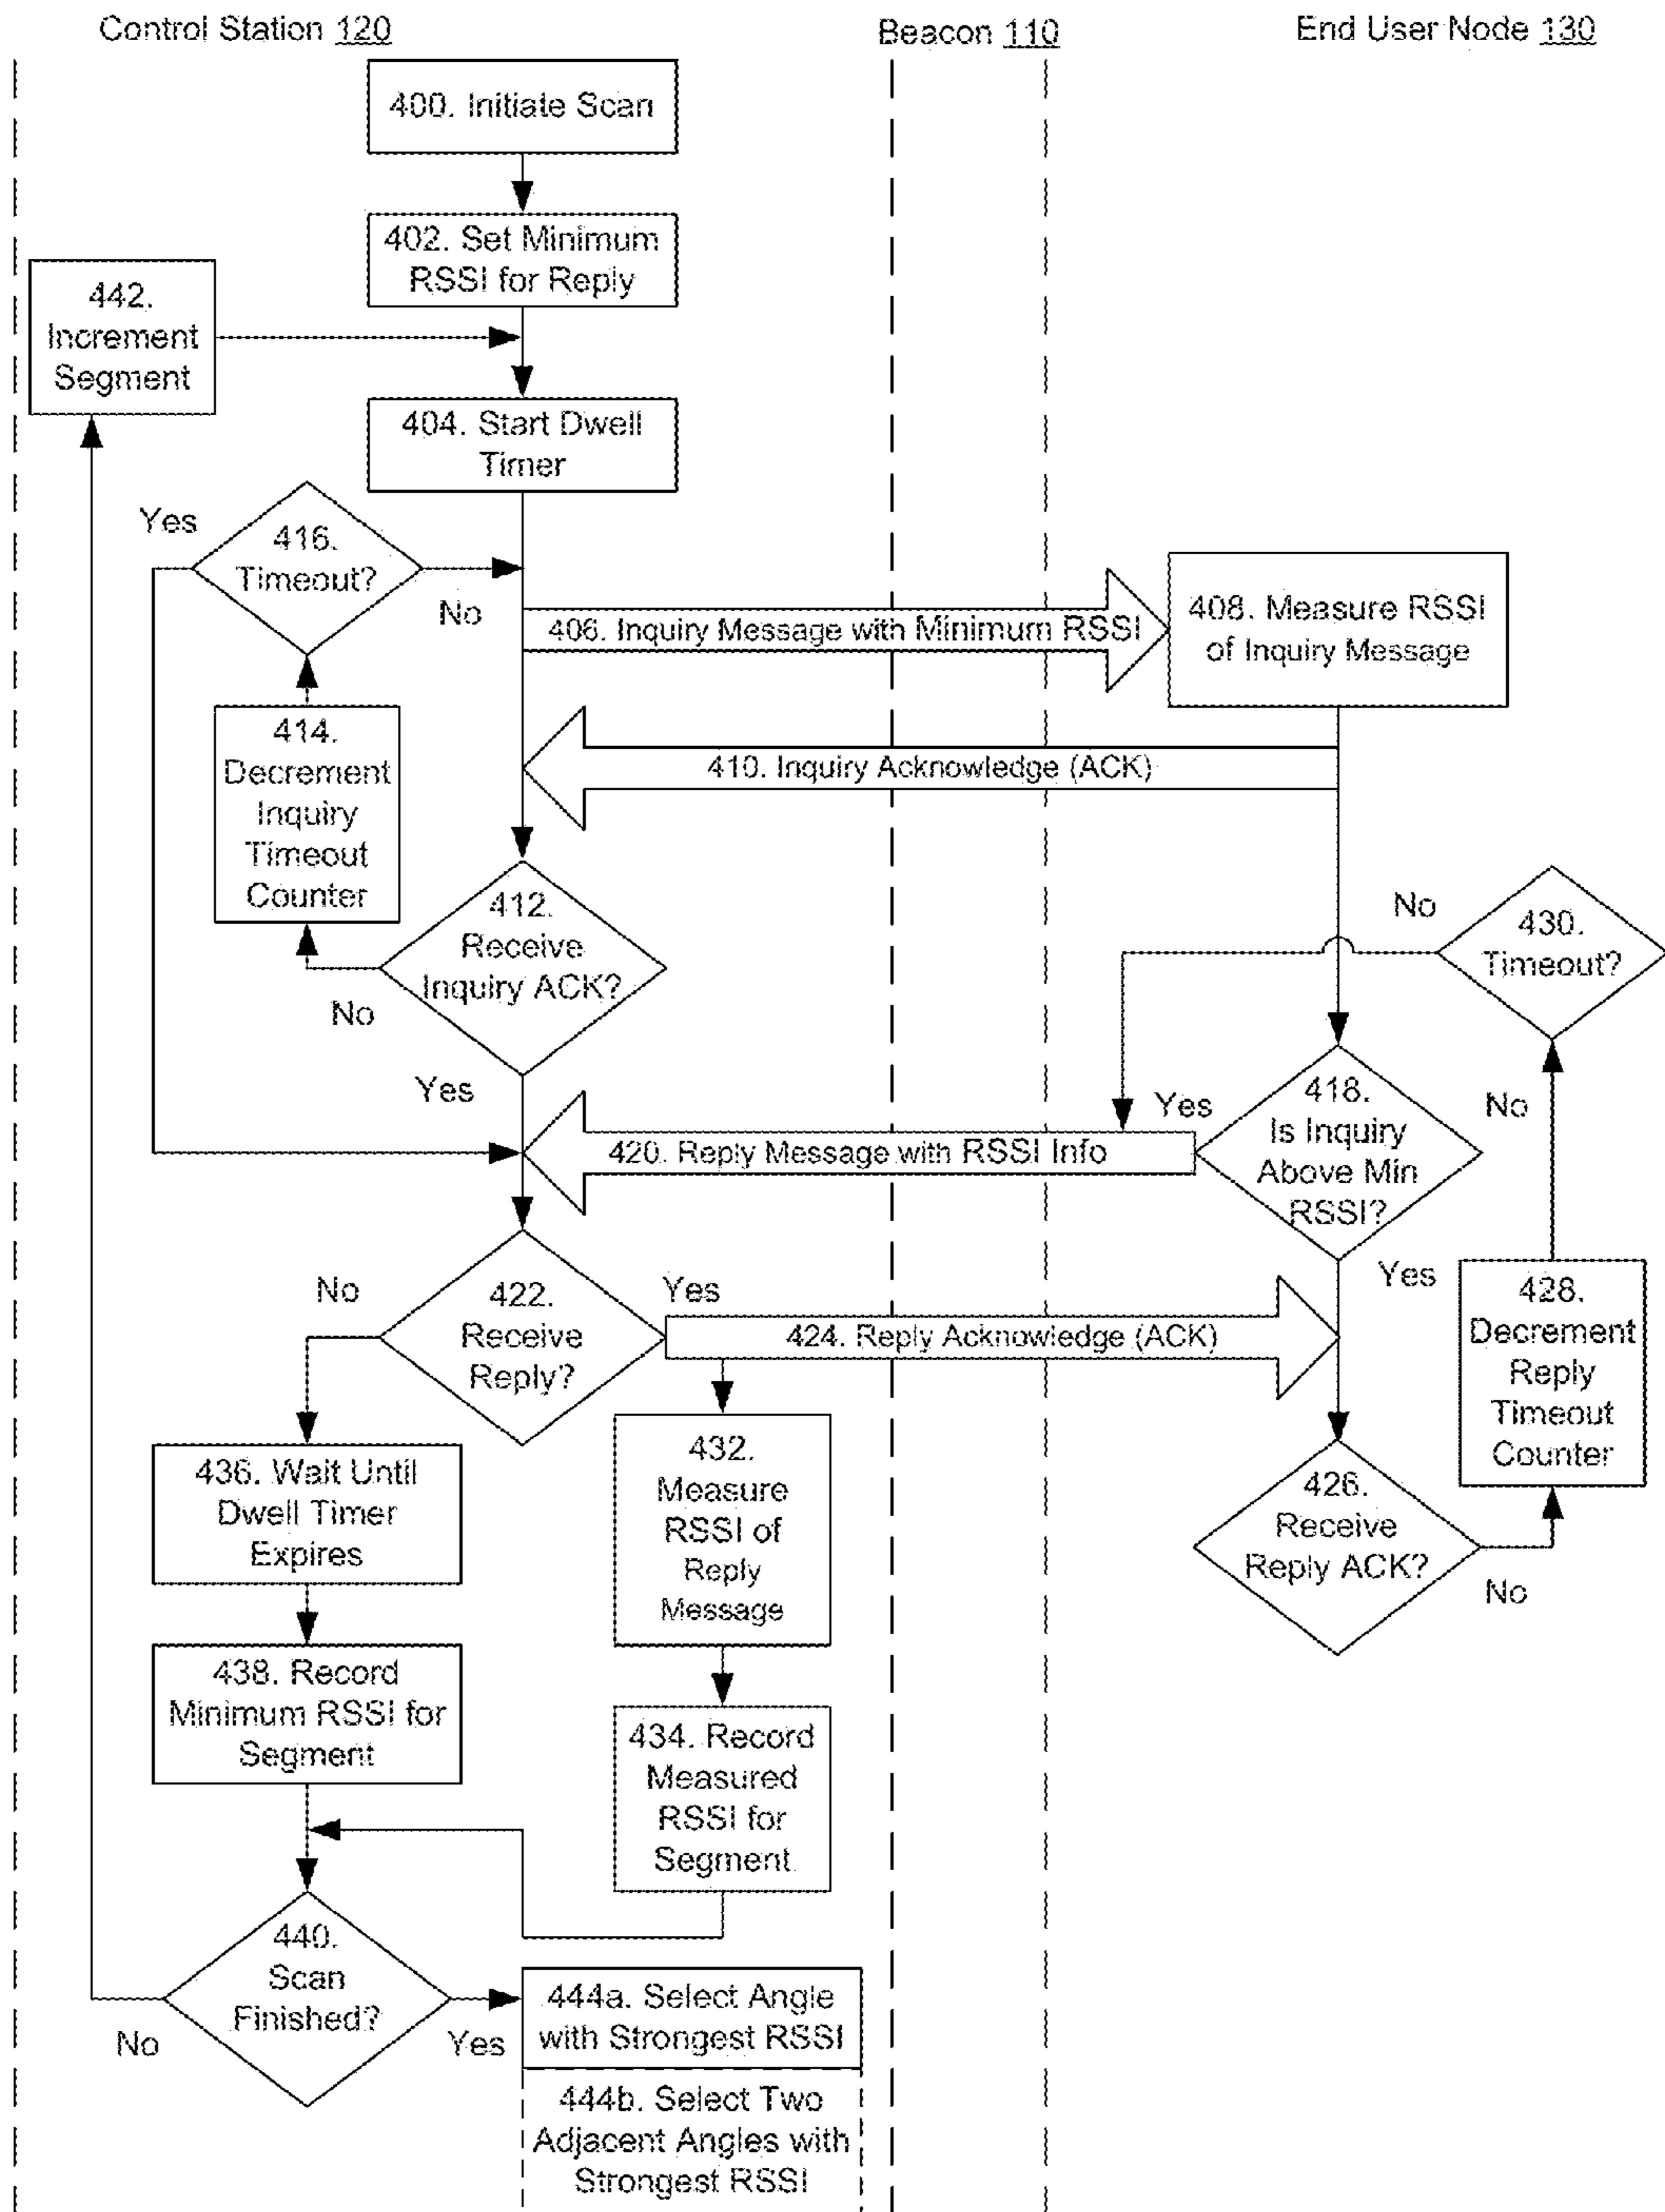 Control Station 120
Beacon 110
End User Node 130
400. Initiate Scan
402. Set Minimum
RSSI for Reply
442.
Increment
Segment
404. Start Dwell
Timer
Yes
416.
Timeout?
No
406. Inquiry Message with Minimum RSSI
408. Measure RSSI
of Inquiry Message
414.
Decrement
Inquiry
Timeout
Counter
410. Inquiry Acknowledge (ACK)
412.
Receive
Inquiry ACK?
No
Yes
No
430.
Timeout?
No
418.
Is Inquiry
Above Min
RSSI?
Yes
Yes
420. Reply Message with RSSI Info
422.
Receive
Reply?
No
Yes
424. Reply Acknowledge (ACK)
428.
Decrement
Reply
Timeout
Counter
426.
Receive
Reply ACK?
No
436. Wait Until
Dwell Timer
Expires
432.
Measure
RSSI of
Reply
Message
438. Record
Minimum RSSI for
Segment
434. Record
Measured
RSSI for
Segment
440.
Scan
Finished?
No
Yes
444a. Select Angle
with Strongest RSSI
444b. Select Two
Adjacent Angles with
Strongest RSSI